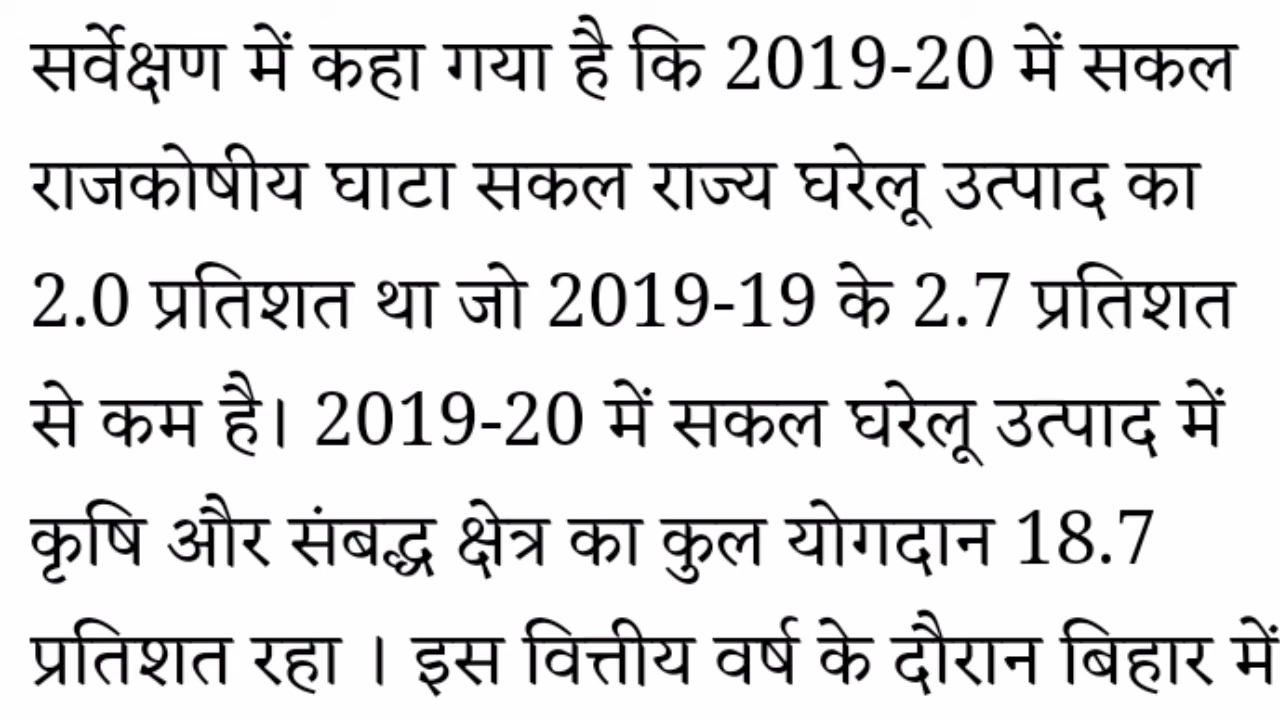 सर्वेक्षण में कहा गया है कि 2019-20 में सकल
राजकोषीय घाटा सकल राज्य घरेलू उत्पाद का
2.0 प्रतिशत था जो 2019-19 के 2.7 प्रतिशत
से कम है। 2019-20 में सकल घरेलू उत्पाद में
कृषि और संबद्ध क्षेत्र का कुल योगदान 18.7
प्रतिशत रहा । इस वित्तीय वर्ष के दौरान बिहार में